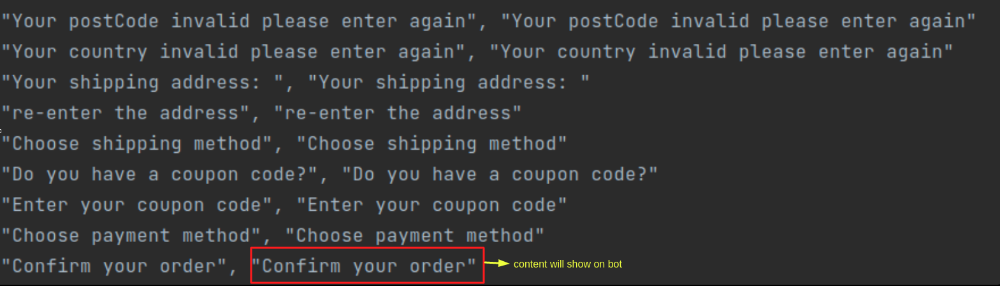 "Your postCode invalid please enter again", "Your postCode invalid please enter again"
"Your country invalid please enter again", "Your country invalid please enter again"
"Your shipping address: ", "Your shipping address: "
"re-enter the address", "re-enter the address"
"Choose shipping method", "Choose shipping method"
"Do you have a coupon code?", "Do you have a coupon code?"
"Enter your coupon code", "Enter your coupon code"
"Choose payment method", "Choose payment method"
"Confirm your order", "Confirm your order" content will show on bot